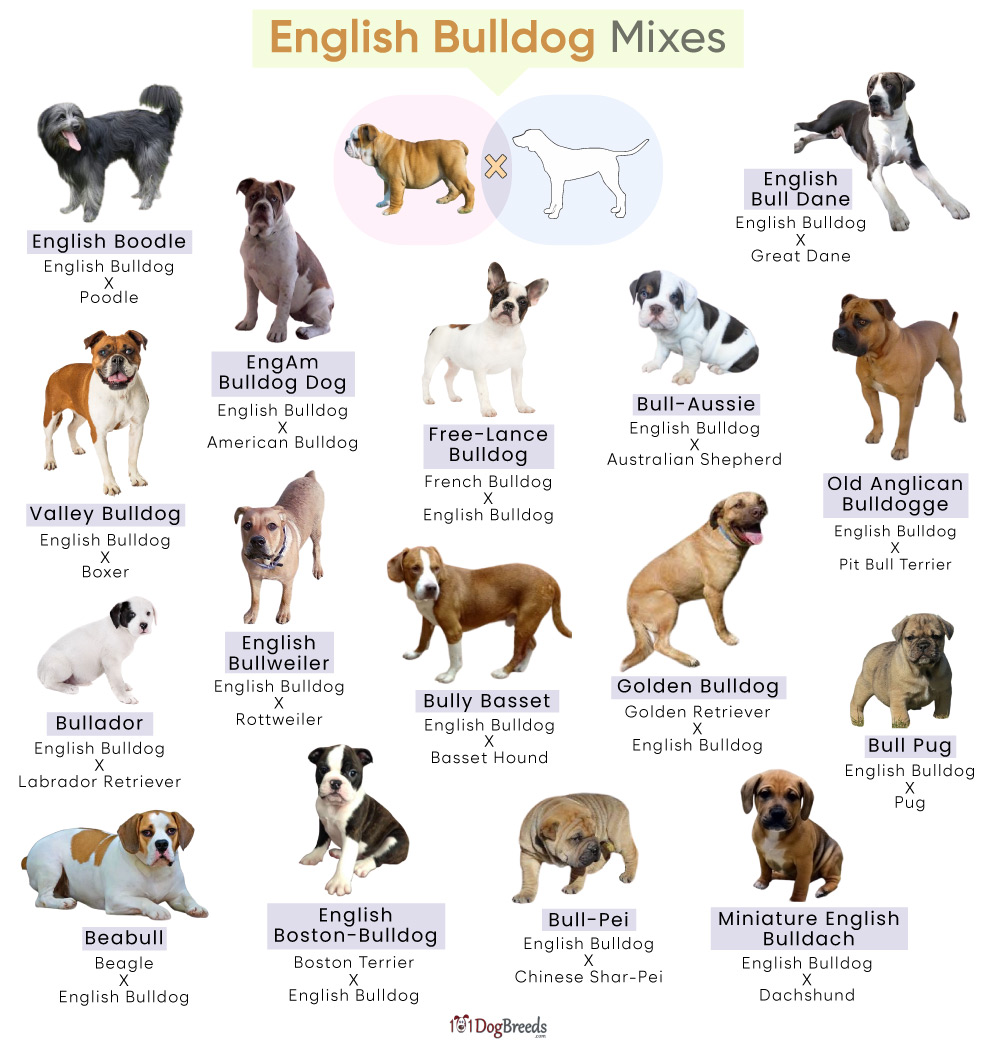 English Bulldog Mixes
English Boodle
English Bulldog
X
Poodle
EngAm
Bulldog Dog
English Bulldog
X
American Bulldog
English
Bull Dane
English Bulldog
X
Great Dane
Free-Lance
Bulldog
French Bulldog
X
English Bulldog
Bull-Aussie
English Bulldog
X
Australian Shepherd
Valley Bulldog
English Bulldog
X
Boxer
Old Anglican
Bulldogge
English Bulldog
X
Pit Bull Terrier
English
Bullweiler
English Bulldog
X
Rottweiler
Bully Basset
English Bulldog
X
Basset Hound
Golden Bulldog
Golden Retriever
X
English Bulldog
Bullador
English Bulldog
X
Labrador Retriever
Bull Pug
English Bulldog
X
Pug
Beabull
Beagle
X
English Bulldog
English
Boston-Bulldog
Boston Terrier
X
English Bulldog
Bull-Pei
English Bulldog
X
Chinese Shar-Pei
Miniature English
Bulldach
English Bulldog
X
Dachshund
101DogBreeds
.com